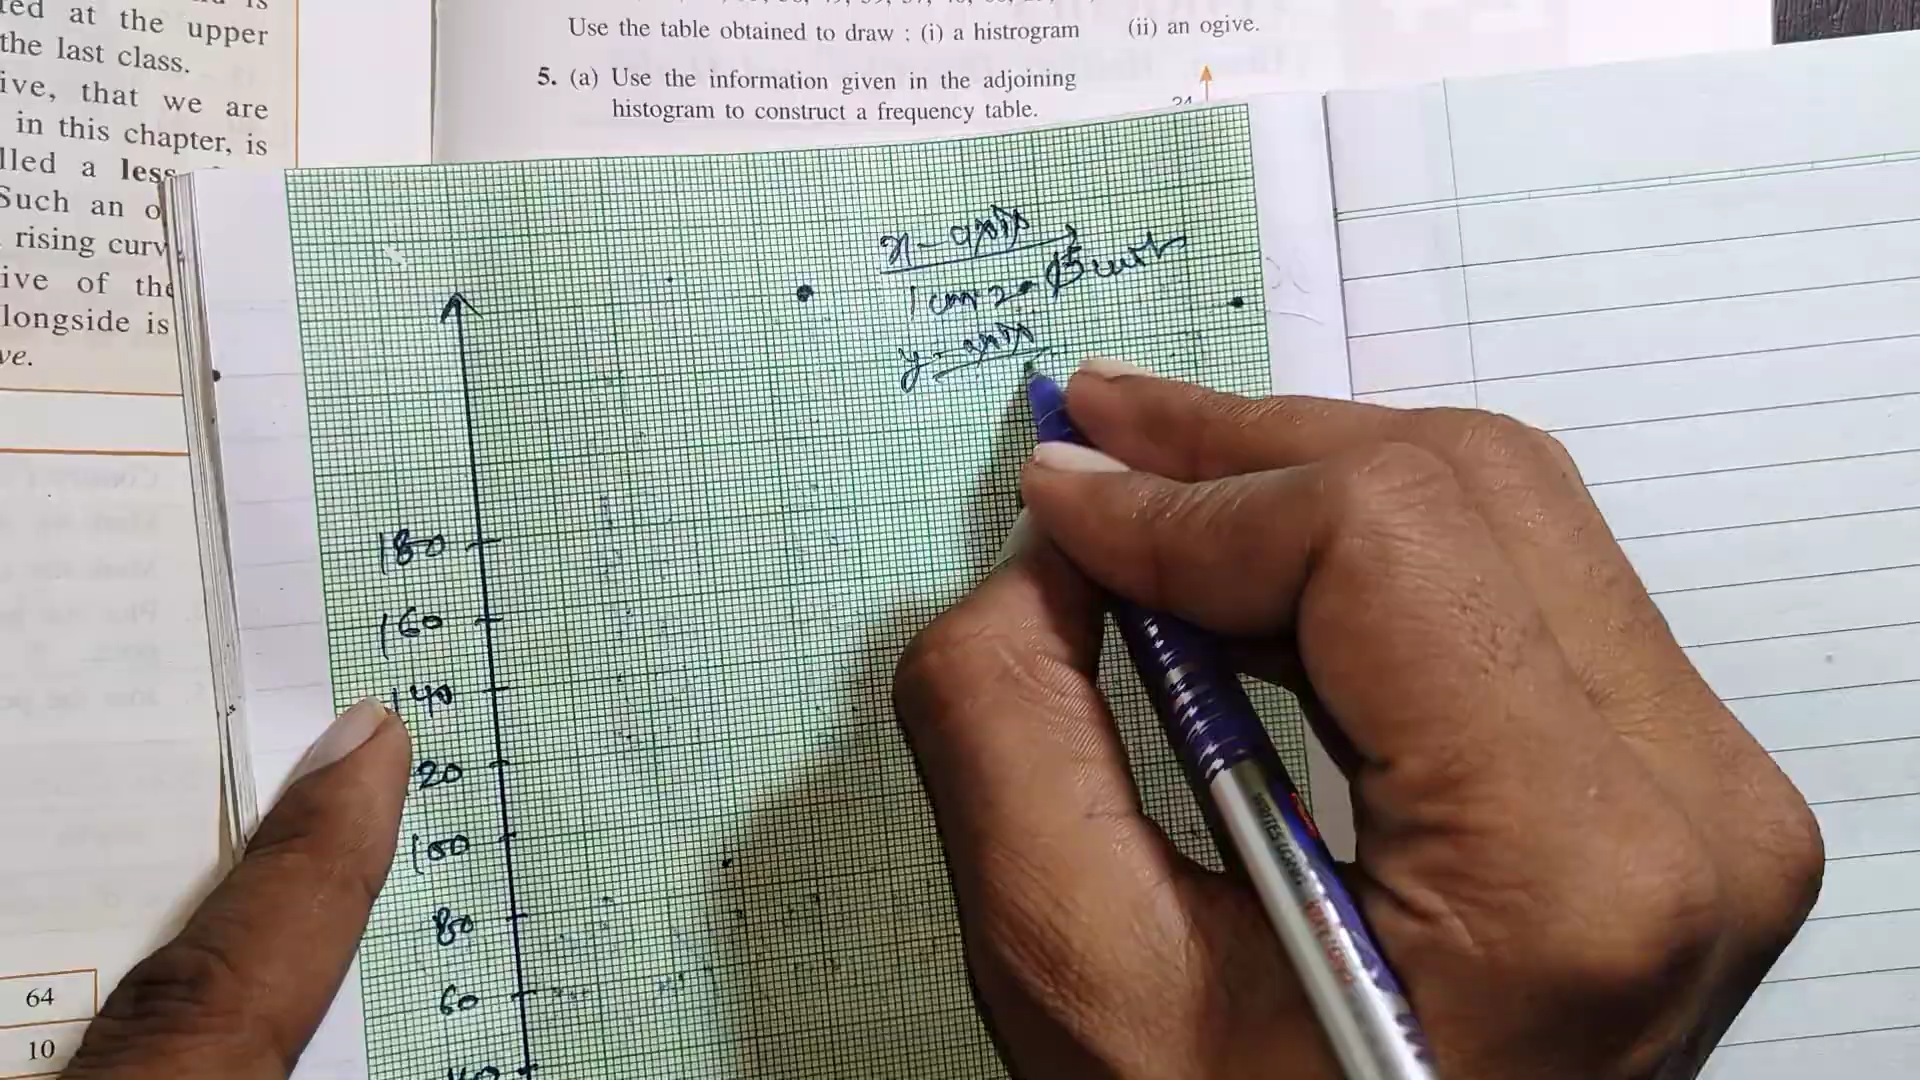 ted at the upper
the last class.
ive, that we are
in this chapter, is
lled a less
Such an o
rising curv
ive of the
longside is
ve.
64
10
Use the table obtained to draw : (i) a histrogram (ii) an ogive.
5. (a) Use the information given in the adjoining
histogram to construct a frequency table.
24
x - axis
1 cm = 5 unit
y - axis
180
160
140
20
100
80
60